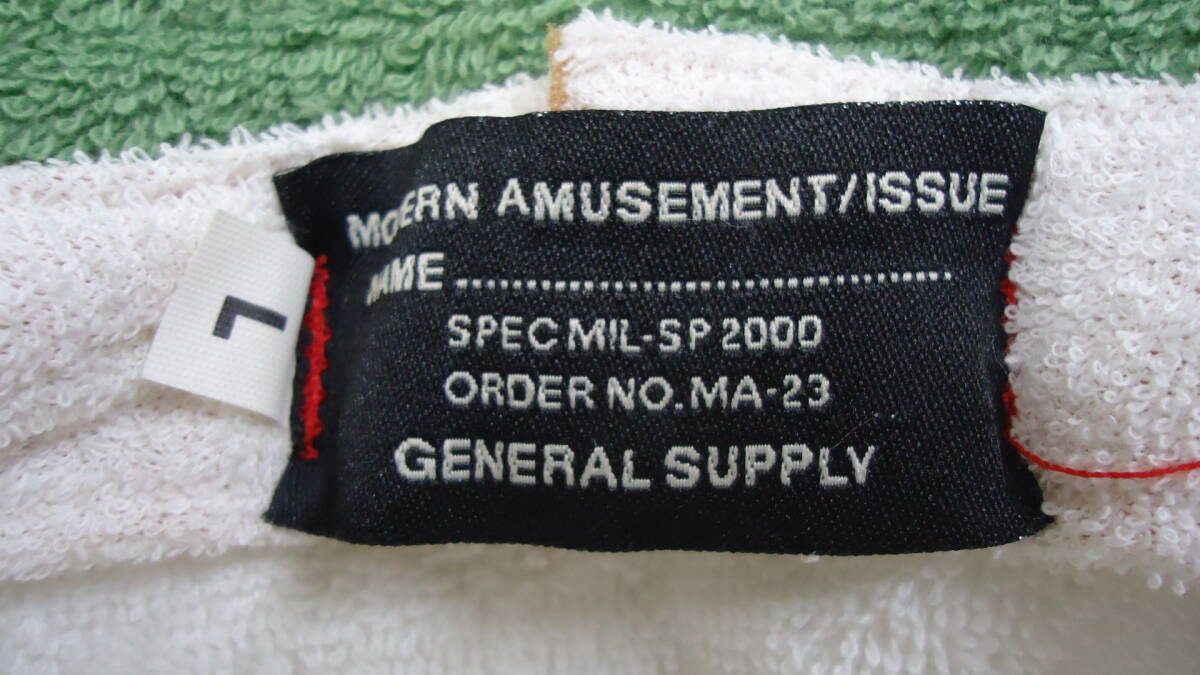 MODERN AMUSEMENT/ISSUE
NAME ........................................
SPEC MIL-SP 2000
ORDER NO. MA-23
GENERAL SUPPLY
L